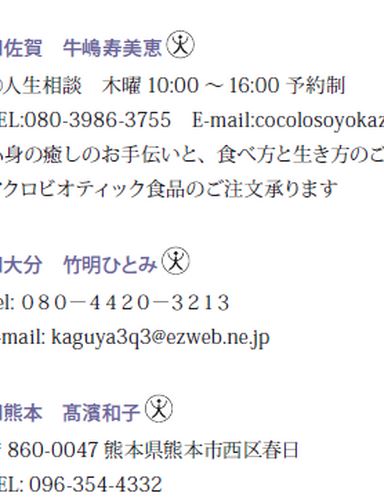 佐賀 牛嶋寿美恵
人生相談 木曜 10:00 〜 16:00 予約制
EL:080-3986-3755 E-mail:cocolosoyokaz
身の癒しのお手伝いと、食べ方と生き方のご
クロビオティック食品のご注文承ります
大分 竹明ひとみ
el: ０８０－４４２０－３２１３
-mail: kaguya3q3@ezweb.ne.jp
熊本 髙濱和子
〒 860-0047 熊本県熊本市西区春日
TEL: 096-354-4332